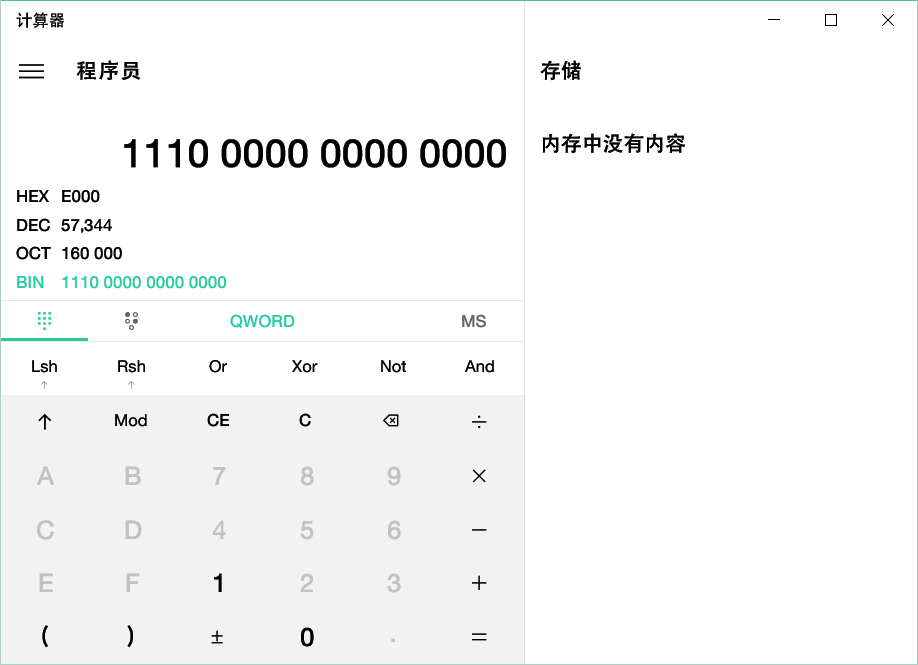 计算器
程序员
存储
1110 0000 0000 0000
内存中没有内容
HEX E000
DEC 57,344
OCT 160 000
BIN 1110 0000 0000 0000
QWORD MS
Lsh Rsh Or Xor Not And
↑ ↑
↑ Mod CE C ⌫ ÷
A B 7 8 9 ×
C D 4 5 6 −
E F 1 2 3 +
( ) ± 0 . =